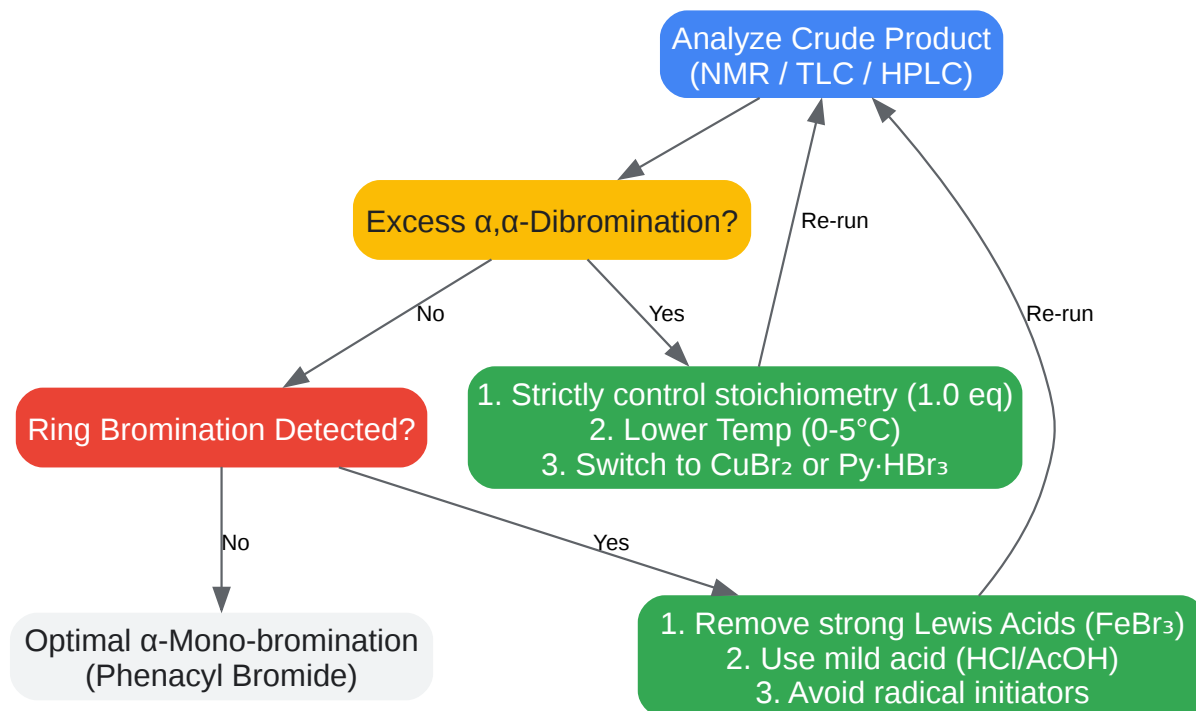 Analyze Crude Product
(NMR / TLC / HPLC)
Excess α,α-Dibromination?
Re-run
No
Yes
Re-run
1. Strictly control stoichiometry (1.0 eq)
2. Lower Temp (0-5°C)
3. Switch to CuBr₂ or Py·HBr₃
Ring Bromination Detected?
No
Yes
Optimal α-Mono-bromination
(Phenacyl Bromide)
1. Remove strong Lewis Acids (FeBr₃)
2. Use mild acid (HCl/AcOH)
3. Avoid radical initiators